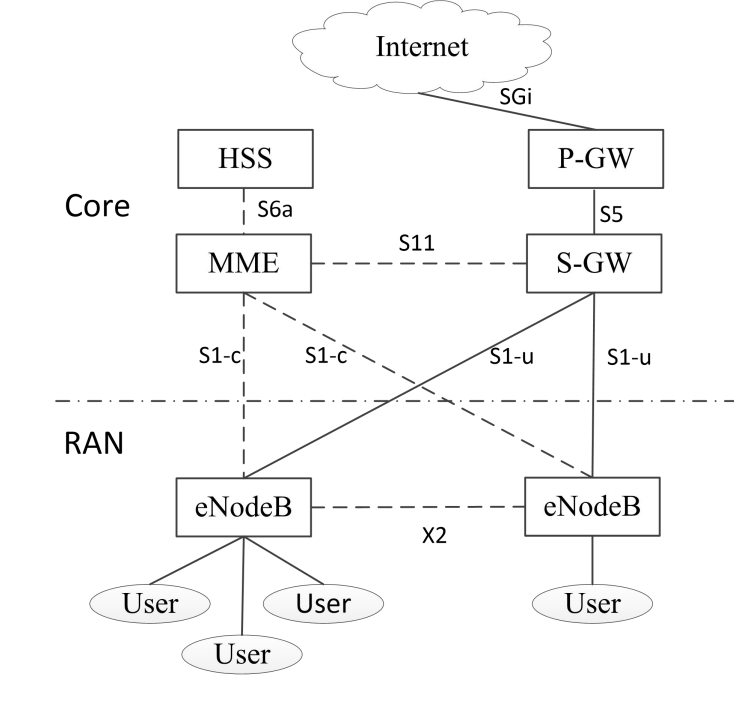 Internet
SGi
HSS
P-GW
Core
S6a
S5
S11
MME
S-GW
S1-c
S1-c
S1-u
S1-u
RAN
eNodeB
eNodeB
X2
User
User
User
User